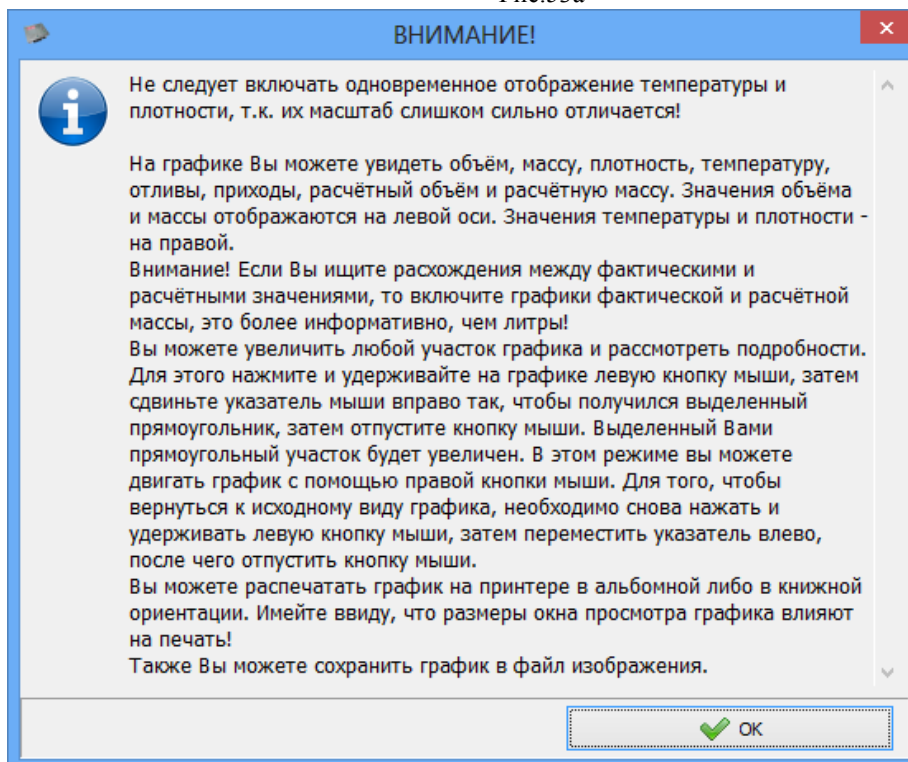 ВНИМАНИЕ!
Не следует включать одновременное отображение температуры и
плотности, т.к. их масштаб слишком сильно отличается!
На графике Вы можете увидеть объём, массу, плотность, температуру,
отливы, приходы, расчётный объём и расчётную массу. Значения объёма
и массы отображаются на левой оси. Значения температуры и плотности -
на правой.
Внимание! Если Вы ищите расхождения между фактическими и
расчётными значениями, то включите графики фактической и расчётной
массы, это более информативно, чем литры!
Вы можете увеличить любой участок графика и рассмотреть подробности.
Для этого нажмите и удерживайте на графике левую кнопку мыши, затем
сдвиньте указатель мыши вправо так, чтобы получился выделенный
прямоугольник, затем отпустите кнопку мыши. Выделенный Вами
прямоугольный участок будет увеличен. В этом режиме вы можете
двигать график с помощью правой кнопки мыши. Для того, чтобы
вернуться к исходному виду графика, необходимо снова нажать и
удерживать левую кнопку мыши, затем переместить указатель влево,
после чего отпустить кнопку мыши.
Вы можете распечатать график на принтере в альбомной либо в книжной
ориентации. Имейте ввиду, что размеры окна просмотра графика влияют
на печать!
Также Вы можете сохранить график в файл изображения.
ОК